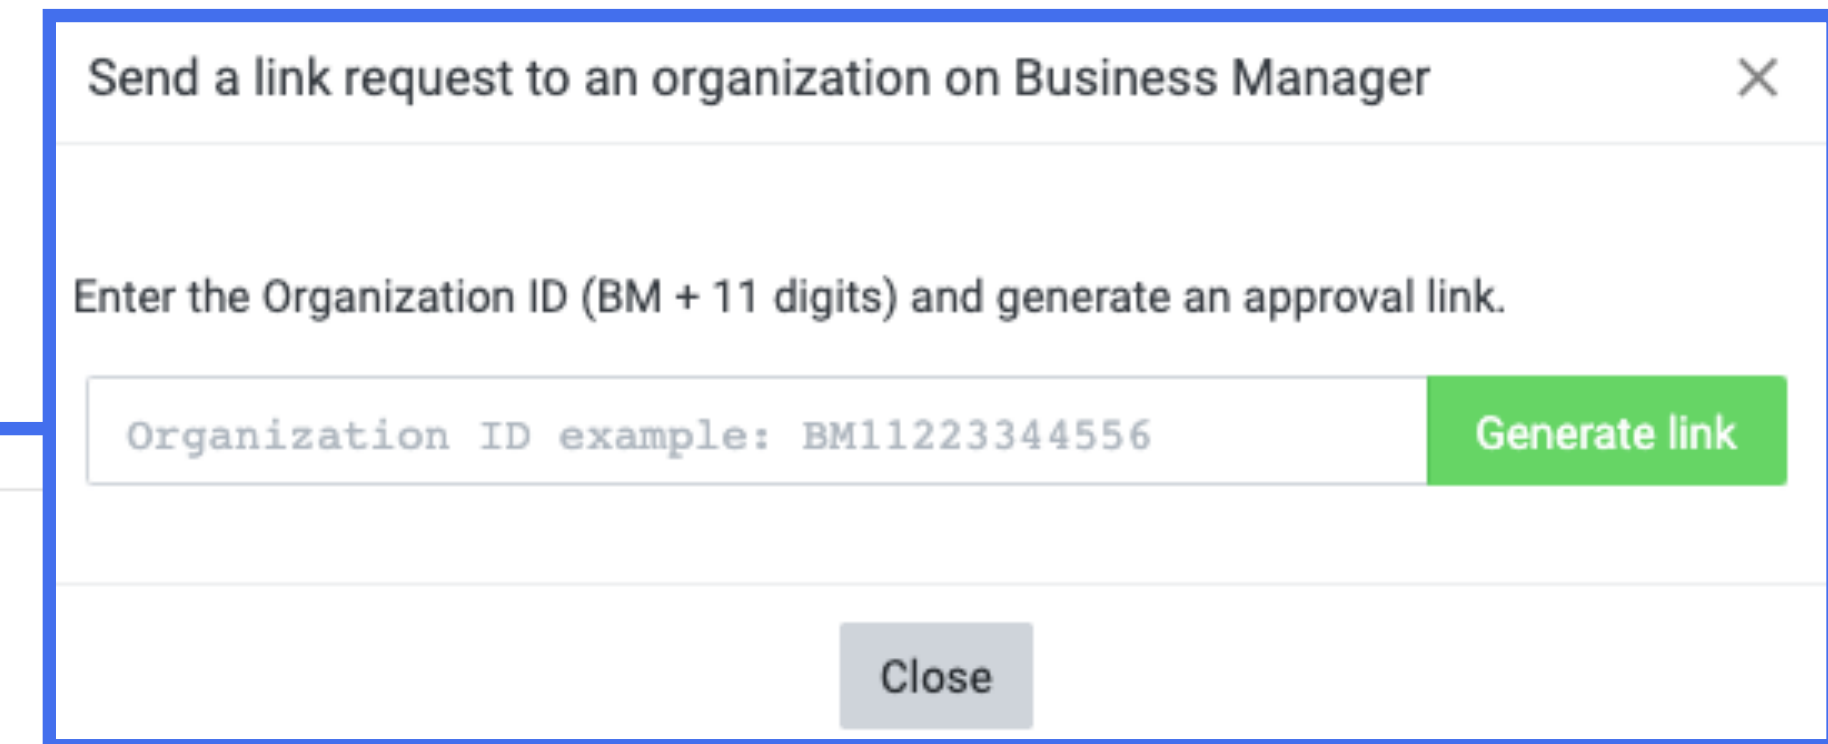 Send a link request to an organization on Business Manager
Enter the Organization ID (BM + 11 digits) and generate an approval link.
Organization ID example: BM11223344556
Generate link
Close